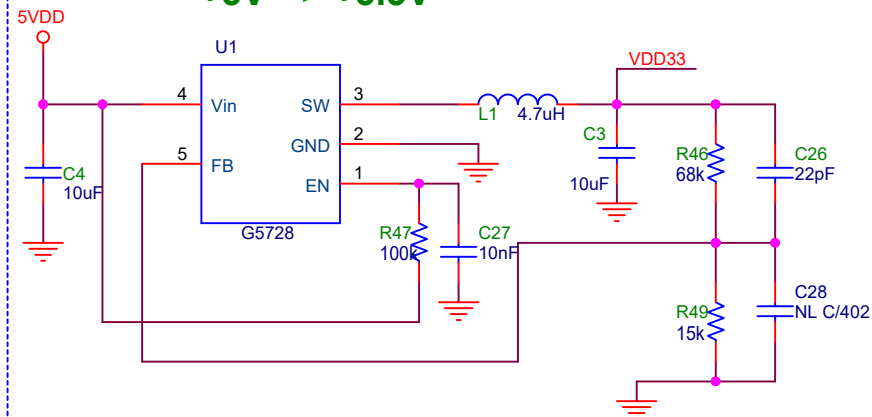 5VDD
U1
4
Vin
SW
3
VDD33
L1
4.7uH
GND
2
5
FB
EN
1
C4
10uF
G5728
C3
10uF
R46
68k
C26
22pF
R47
100k
C27
10nF
R49
15k
C28
NL C/402